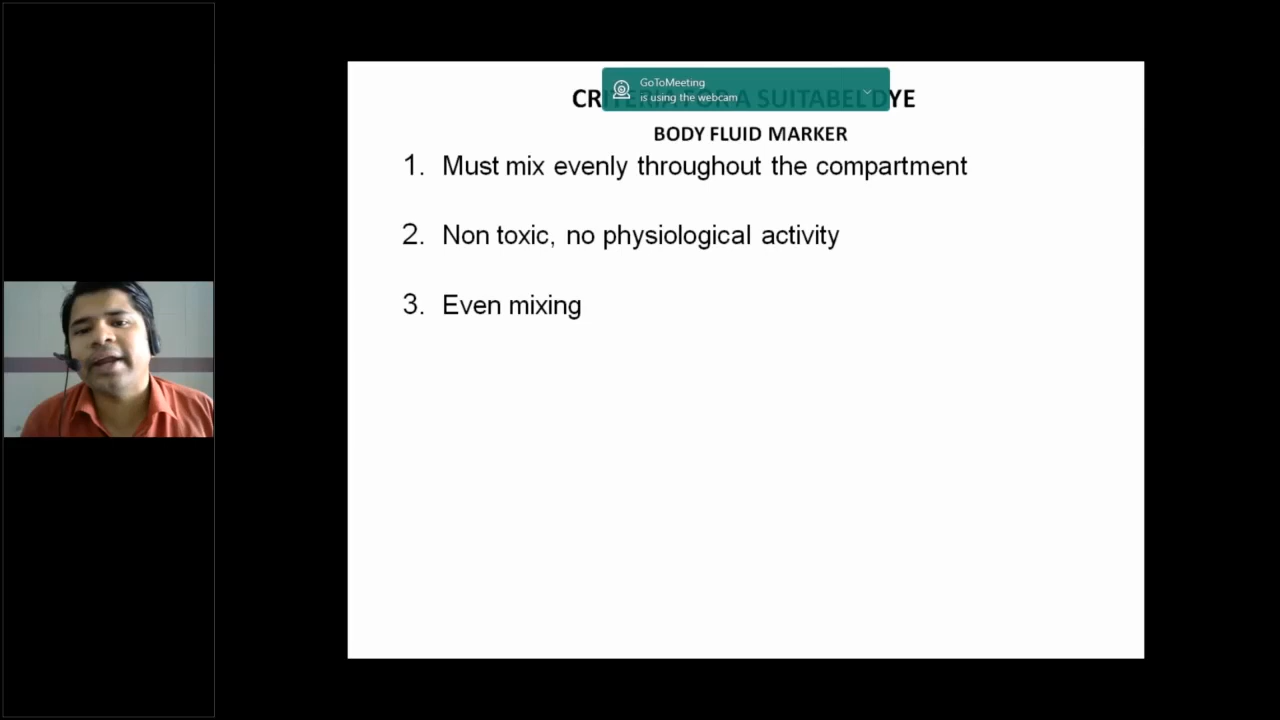 GoToMeeting
is using the webcam
CRITERIA FOR A SUITABEL DYE
BODY FLUID MARKER
1. Must mix evenly throughout the compartment
2. Non toxic, no physiological activity
3. Even mixing